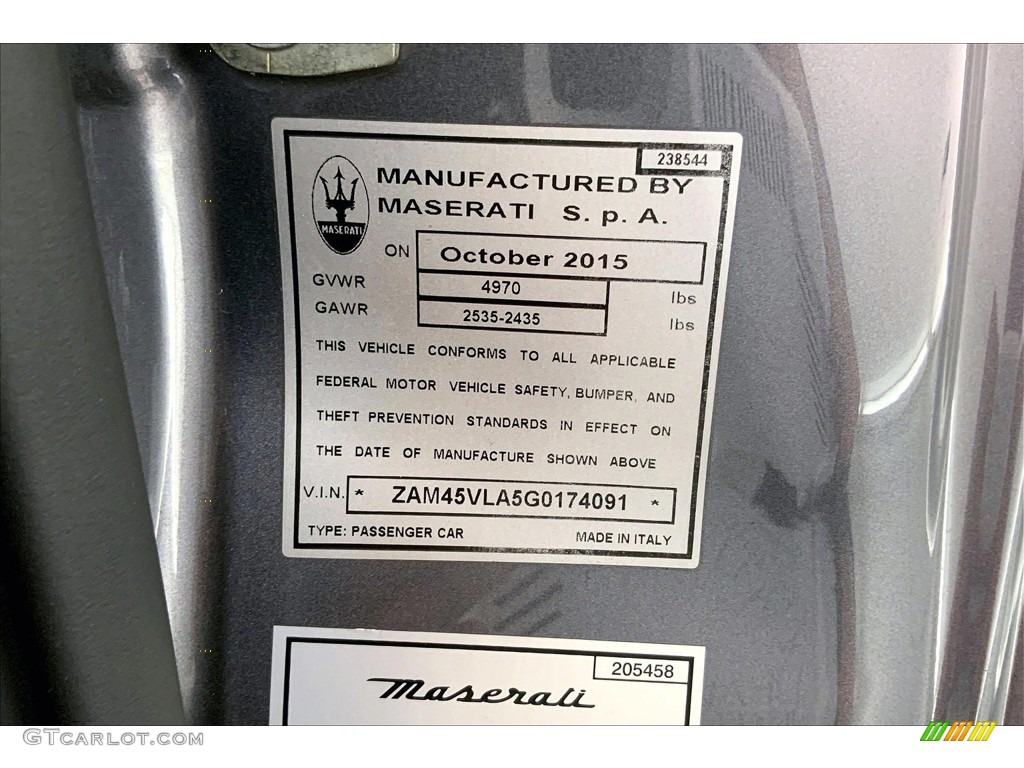 238544
MANUFACTURED BY
MASERATI S. p. A.
MASERATI
ON October 2015
GVWR 4970 lbs
GAWR 2535-2435 lbs
THIS VEHICLE CONFORMS TO ALL APPLICABLE
FEDERAL MOTOR VEHICLE SAFETY, BUMPER, AND
THEFT PREVENTION STANDARDS IN EFFECT ON
THE DATE OF MANUFACTURE SHOWN ABOVE
V.I.N. * ZAM45VLA5G0174091 *
TYPE: PASSENGER CAR MADE IN ITALY
205458
Maserati
GTcarlot.com